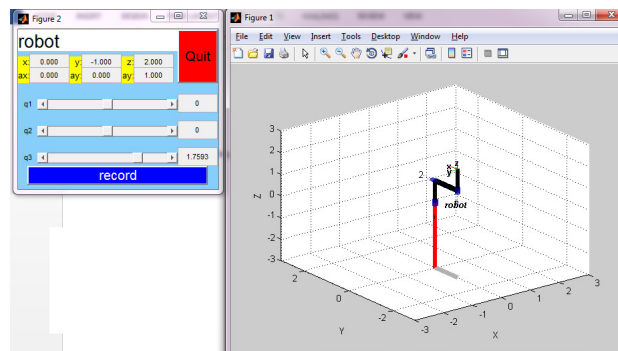 Figure 2
robot
Quit
x: 0.000 y: -1.000 z: 2.000
ax: 0.000 ay: 0.000 ay: 1.000
q1 0
q2 0
q3 1.7593
record
Figure 1
File Edit View Insert Tools Desktop Window Help
3
2
1
0
-1
-2
-3
Z
2
x z
y
robot
2
0
-2
Y
-3
-2
-1
0
1
2
3
X